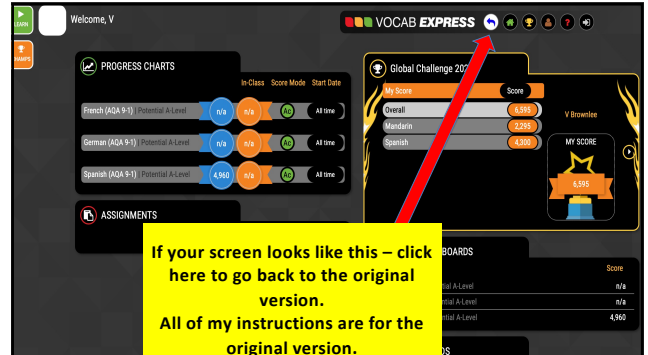 LEARN
Welcome, V
VOCAB EXPRESS
?
CHAMPS
PROGRESS CHARTS
In-Class Score Mode Start Date
French (AQA 9-1) | Potential A-Level n/a n/a Ac All time
German (AQA 9-1) | Potential A-Level n/a n/a Ac All time
Spanish (AQA 9-1) | Potential A-Level 4,960 n/a Ac All time
ASSIGNMENTS
Global Challenge
My Score Score
Overall 6,595
Mandarin 2,295
Spanish 4,300
V Brownlee
MY SCORE
6,595
If your screen looks like this – click
here to go back to the original
version.
All of my instructions are for the
original version.
BOARDS
Score
A-Level n/a
A-Level n/a
A-Level 4,960